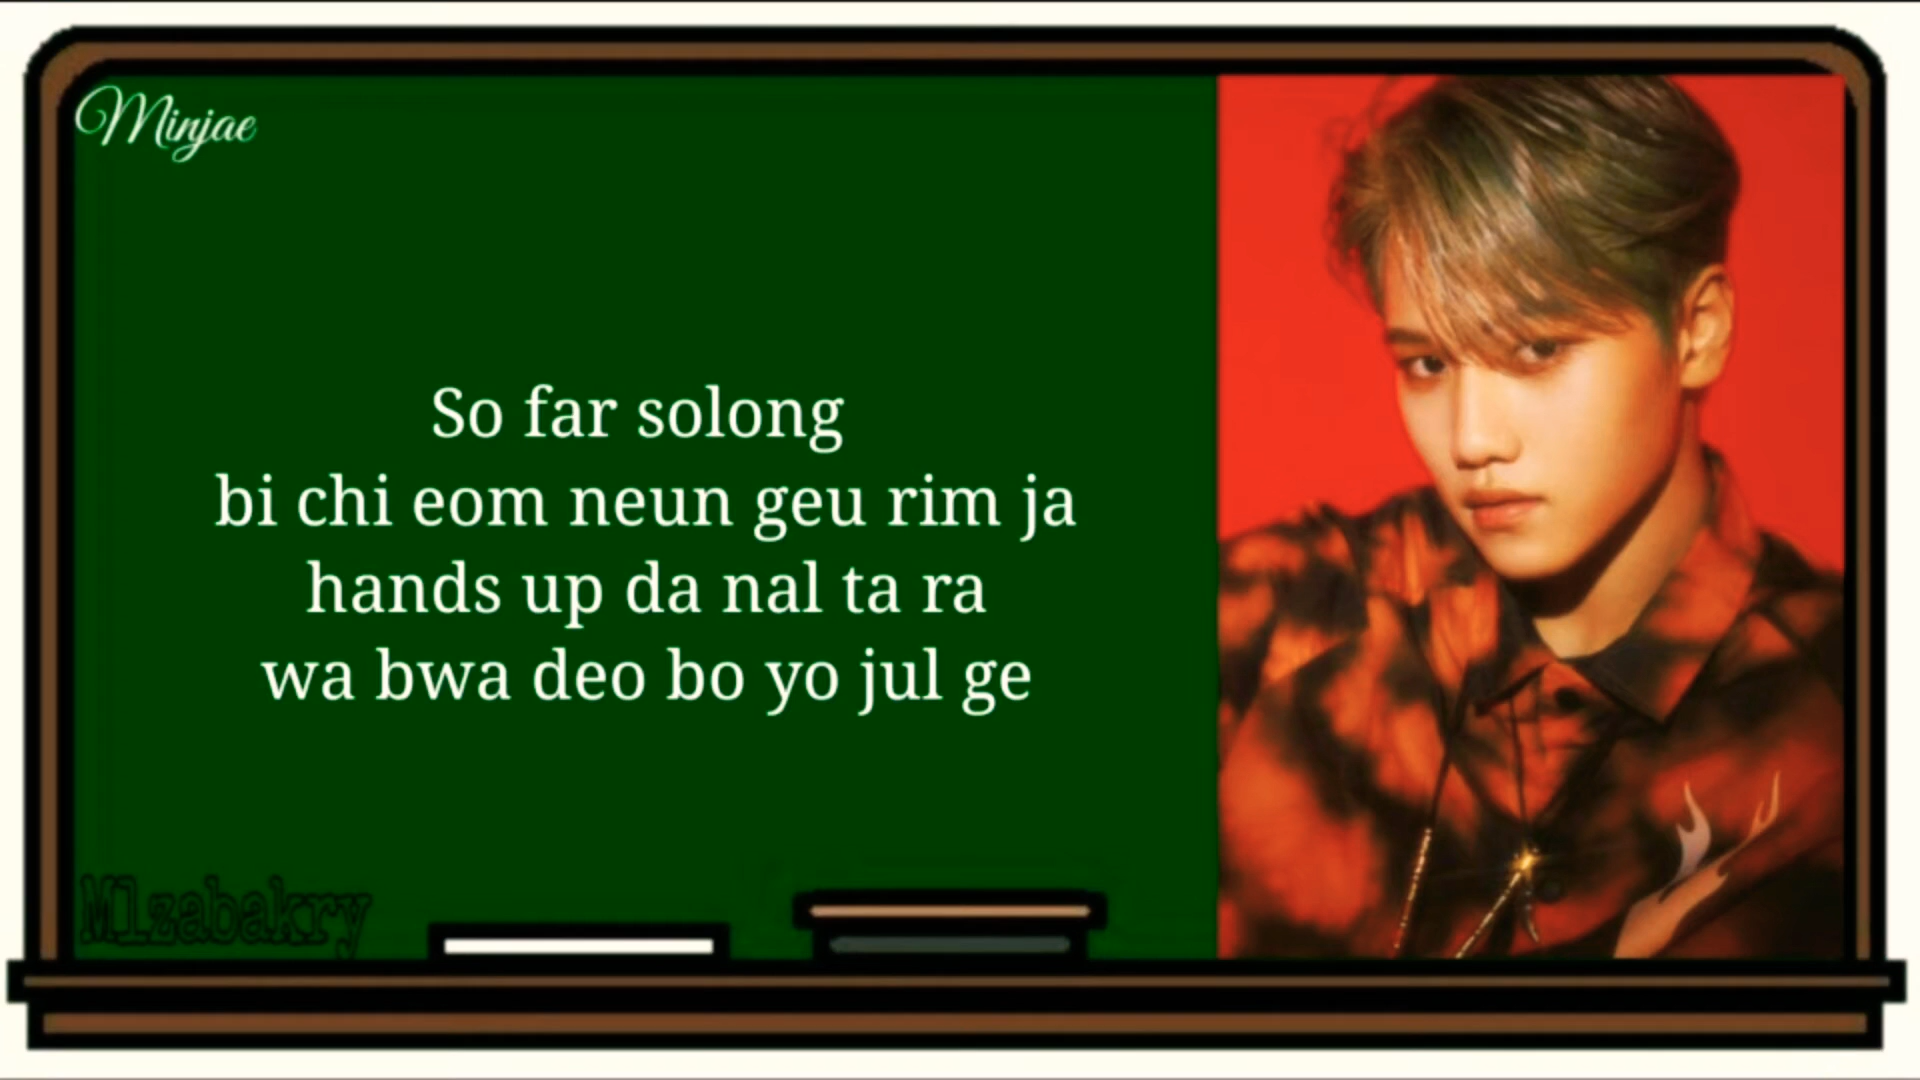 Minjae
So far solong
bi chi eom neun geu rim ja
hands up da nal ta ra
wa bwa deo bo yo jul ge
M1zabakry